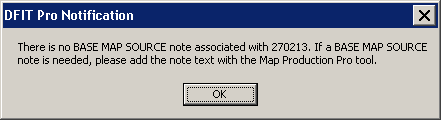 DFIT Pro Notification
There is no BASE MAP SOURCE note associated with 270213. If a BASE MAP SOURCE
note is needed, please add the note text with the Map Production Pro tool.
OK